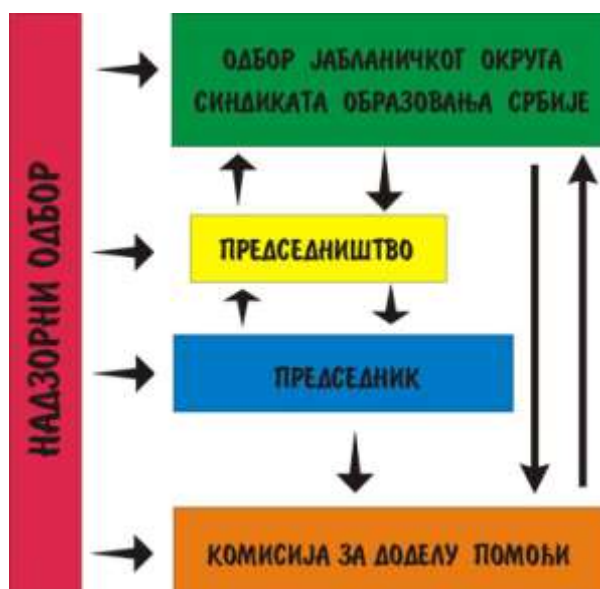 НАДЗОРНИ ОДБОР
ОДБОР ЈАБЛАНИЧКОГ ОКРУГА
СИНДИКАТА ОБРАЗОВАЊА СРБИЈЕ
ПРЕДСЕДНИШТВО
ПРЕДСЕДНИК
КОМИСИЈА ЗА ДОДЕЛУ ПОМОЋИ